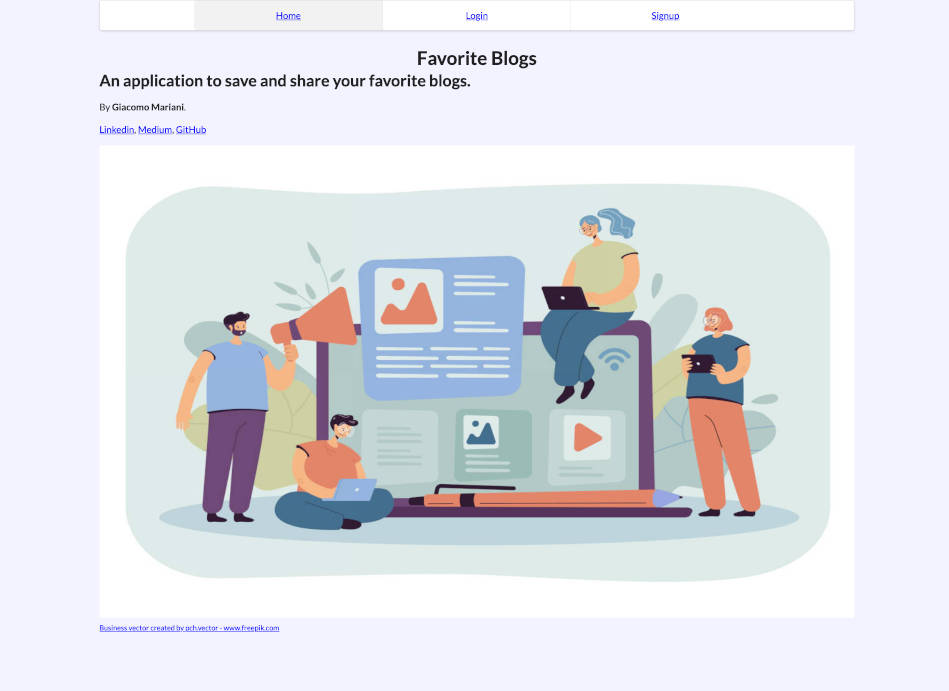 Home Login Signup
Favorite Blogs
An application to save and share your favorite blogs.
By Giacomo Mariani.
Linkedin, Medium, GitHub
Business vector created by pch.vector - www.freepik.com